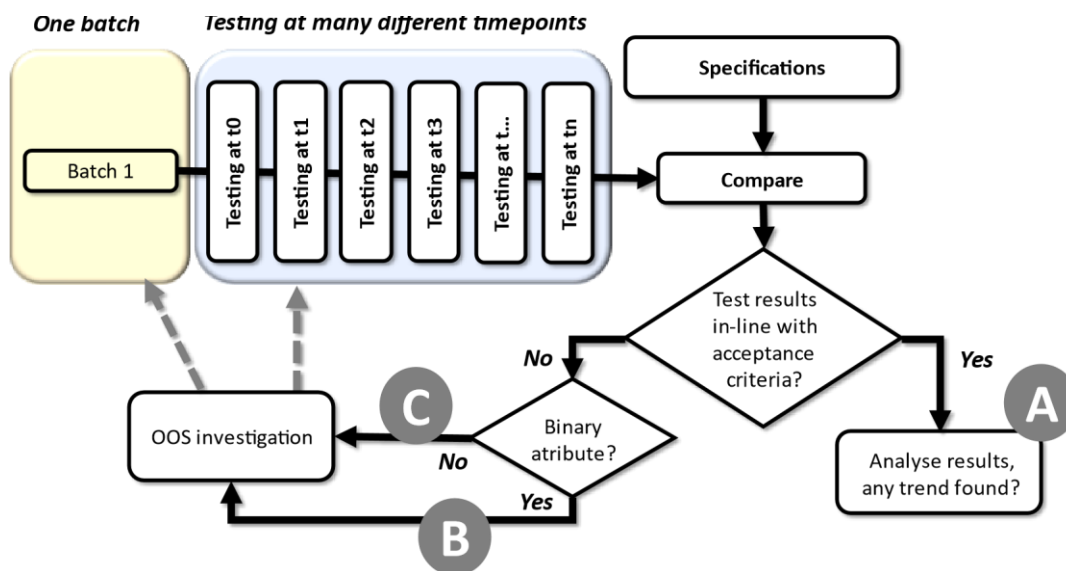 One batch
Testing at many different timepoints
Batch 1
Testing at t0
Testing at t1
Testing at t2
Testing at t3
Testing at t...
Testing at tn
Specifications
Compare
Test results
in-line with
acceptance
criteria?
No
Yes
A
Analyse results,
any trend found?
Binary
atribute?
C
No
Yes
B
OOS investigation